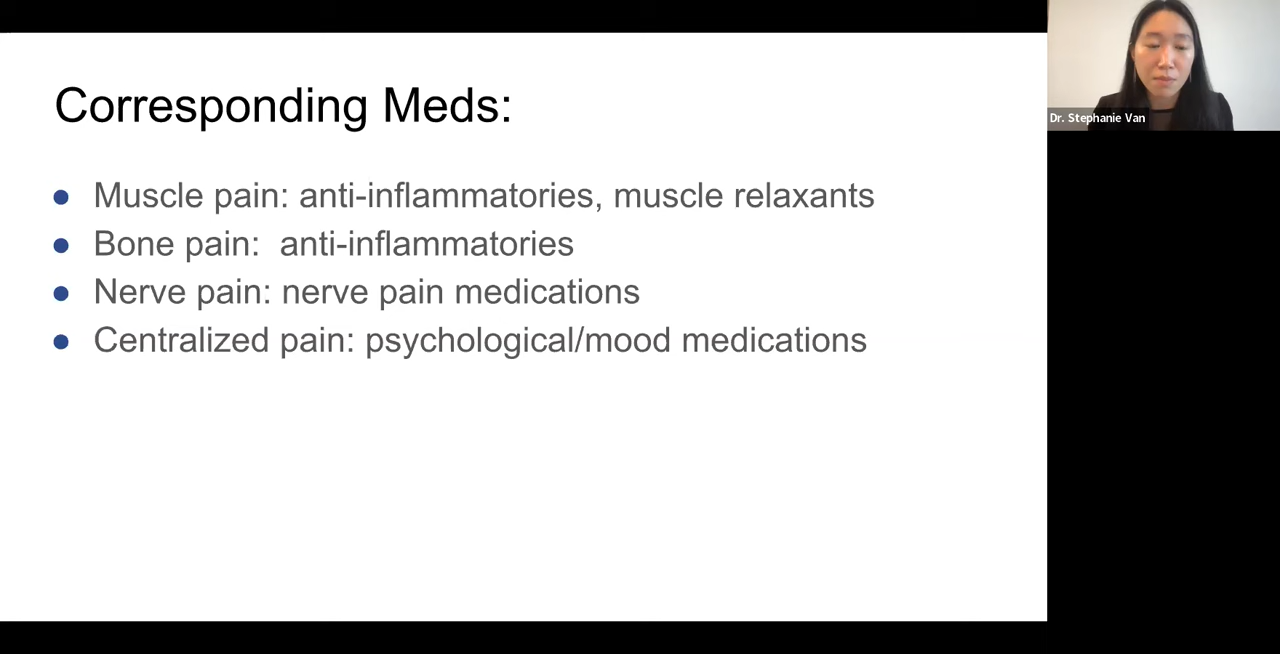 Corresponding Meds:
● Muscle pain: anti-inflammatories, muscle relaxants
● Bone pain:  anti-inflammatories
● Nerve pain: nerve pain medications
● Centralized pain: psychological/mood medications
Dr. Stephanie Van